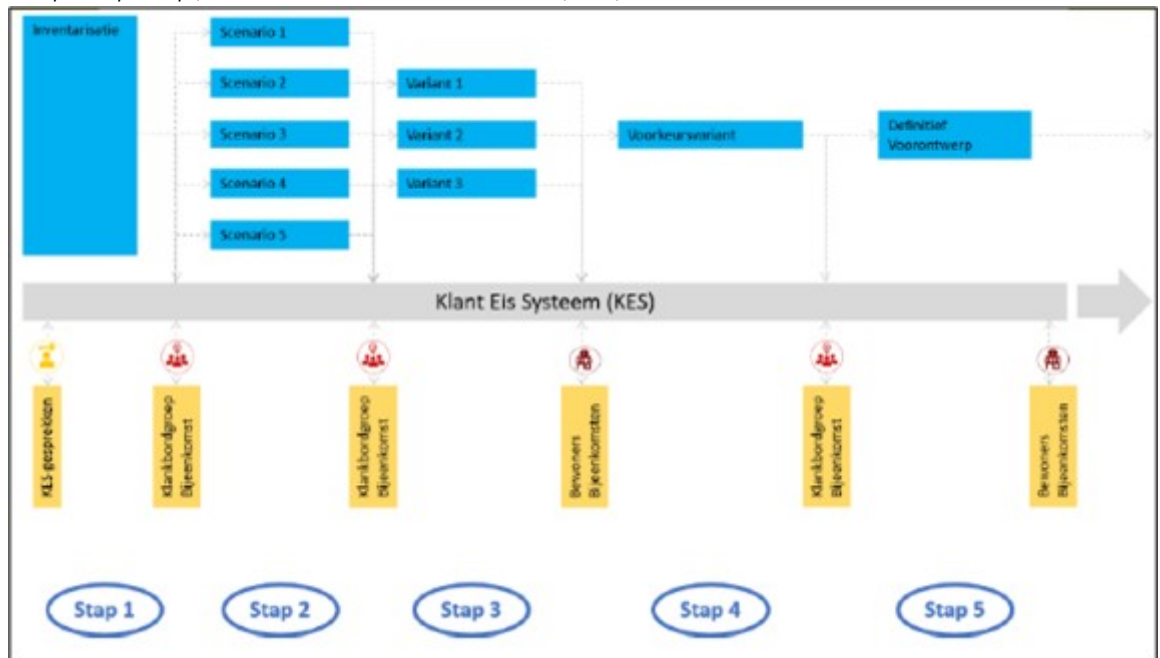 Inventarisatie
Scenario 1
Scenario 2
Scenario 3
Scenario 4
Scenario 5
Variant 1
Variant 2
Variant 3
Voorkeursvariant
Definitief
Voorontwerp
Klant Eis Systeem (KES)
KES-gesprekken
Klankbordgroep
Bijeenkomst
Klankbordgroep
Bijeenkomst
Bewoners
Bijeenkomsten
Klankbordgroep
Bijeenkomst
Bewoners
Bijeenkomsten
Stap 1
Stap 2
Stap 3
Stap 4
Stap 5